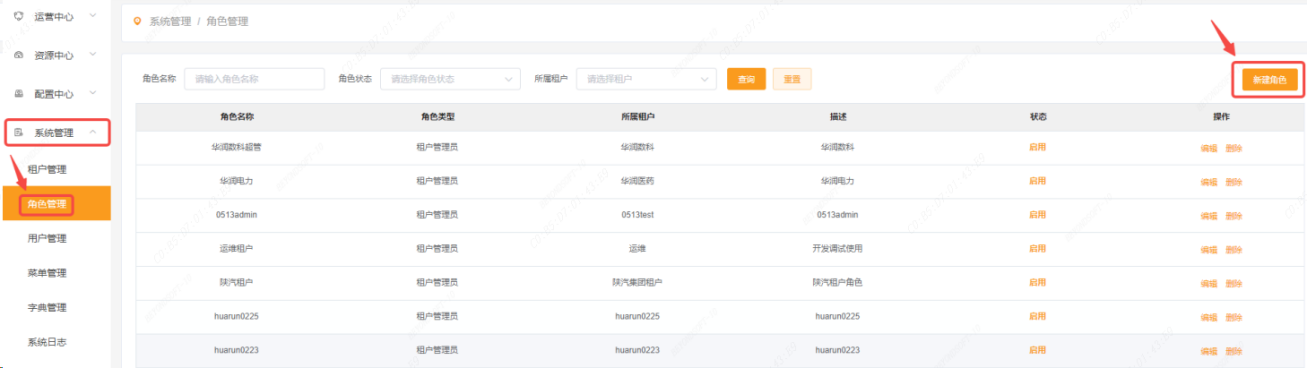 运营中心
资源中心
配置中心
系统管理
租户管理
角色管理
用户管理
菜单管理
字典管理
系统日志
系统管理 / 角色管理
角色名称 请输入角色名称 角色状态 请选择角色状态 所属租户 请选择租户 查询 重置 新建角色
角色名称 角色类型 所属租户 描述 状态 操作
华润数科超管 租户管理员 华润数科 华润数科 启用 编辑 删除
华润电力 租户管理员 华润医药 华润电力 启用 编辑 删除
0513admin 租户管理员 0513test 0513admin 启用 编辑 删除
运维租户 租户管理员 运维 开发调试使用 启用 编辑 删除
陕汽租户 租户管理员 陕汽集团租户 陕汽租户角色 启用 编辑 删除
huarun0225 租户管理员 huarun0225 huarun0225 启用 编辑 删除
huarun0223 租户管理员 huarun0223 huarun0223 启用 编辑 删除